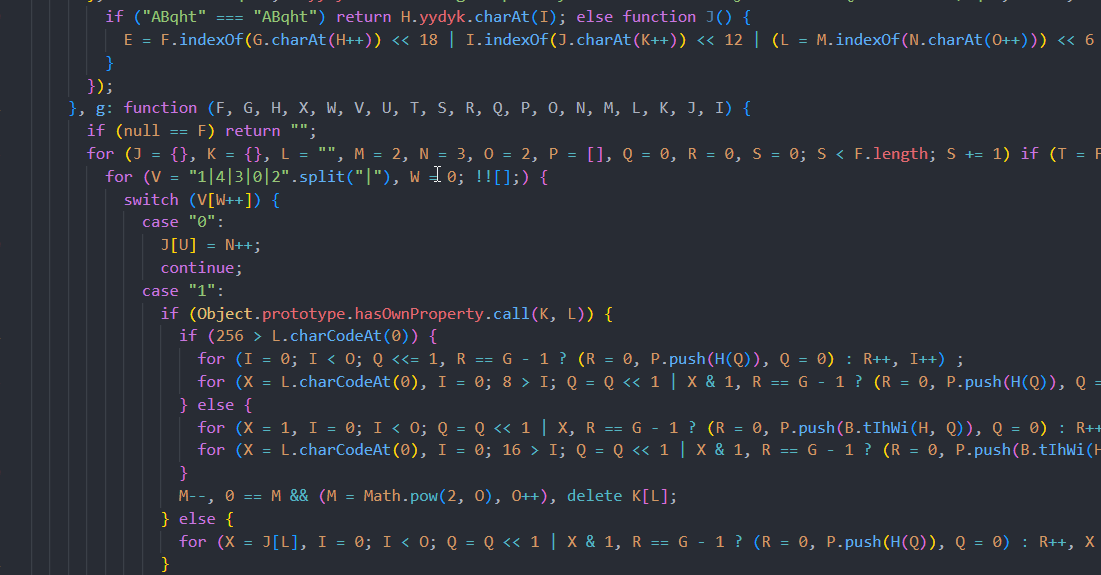 if ("ABqht" === "ABqht") return H.yydyk.charAt(I); else function J() {
E = F.indexOf(G.charAt(H++)) << 18 | I.indexOf(J.charAt(K++)) << 12 | (L = M.indexOf(N.charAt(O++))) << 6
}
});
}, g: function (F, G, H, X, W, V, U, T, S, R, Q, P, O, N, M, L, K, J, I) {
if (null == F) return "";
for (J = {}, K = {}, L = "", M = 2, N = 3, O = 2, P = [], Q = 0, R = 0, S = 0; S < F.length; S += 1) if (T = F
for (V = "1|4|3|0|2".split("|"), W = 0; !![];) {
switch (V[W++]) {
case "0":
J[U] = N++;
continue;
case "1":
if (Object.prototype.hasOwnProperty.call(K, L)) {
if (256 > L.charCodeAt(0)) {
for (I = 0; I < O; Q <<= 1, R == G - 1 ? (R = 0, P.push(H(Q)), Q = 0) : R++, I++) ;
for (X = L.charCodeAt(0), I = 0; 8 > I; Q = Q << 1 | X & 1, R == G - 1 ? (R = 0, P.push(H(Q)), Q =
} else {
for (X = 1, I = 0; I < O; Q = Q << 1 | X, R == G - 1 ? (R = 0, P.push(B.tIhWi(H, Q)), Q = 0) : R++
for (X = L.charCodeAt(0), I = 0; 16 > I; Q = Q << 1 | X & 1, R == G - 1 ? (R = 0, P.push(B.tIhWi(H
}
M--, 0 == M && (M = Math.pow(2, O), O++), delete K[L];
} else {
for (X = J[L], I = 0; I < O; Q = Q << 1 | X & 1, R == G - 1 ? (R = 0, P.push(H(Q)), Q = 0) : R++, X
}